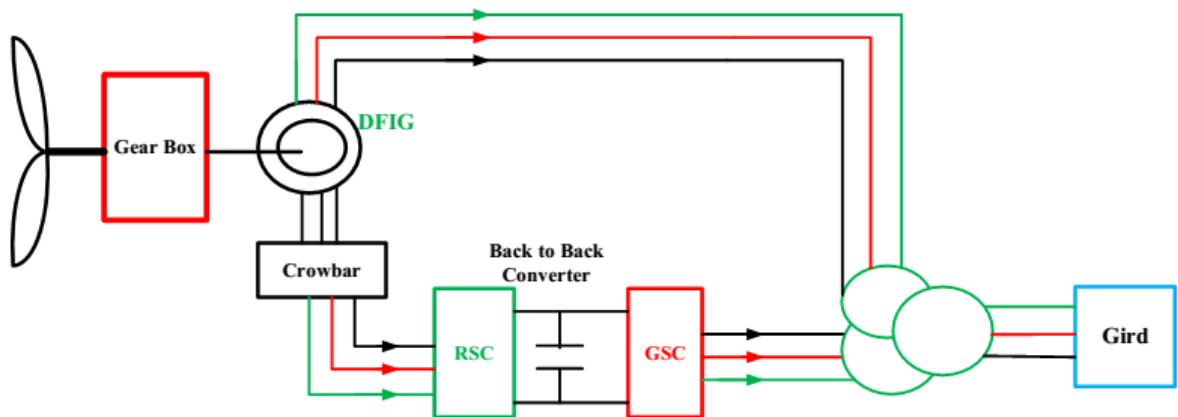 DFIG
Gear Box
Back to Back
Converter
Crowbar
RSC
GSC
Gird